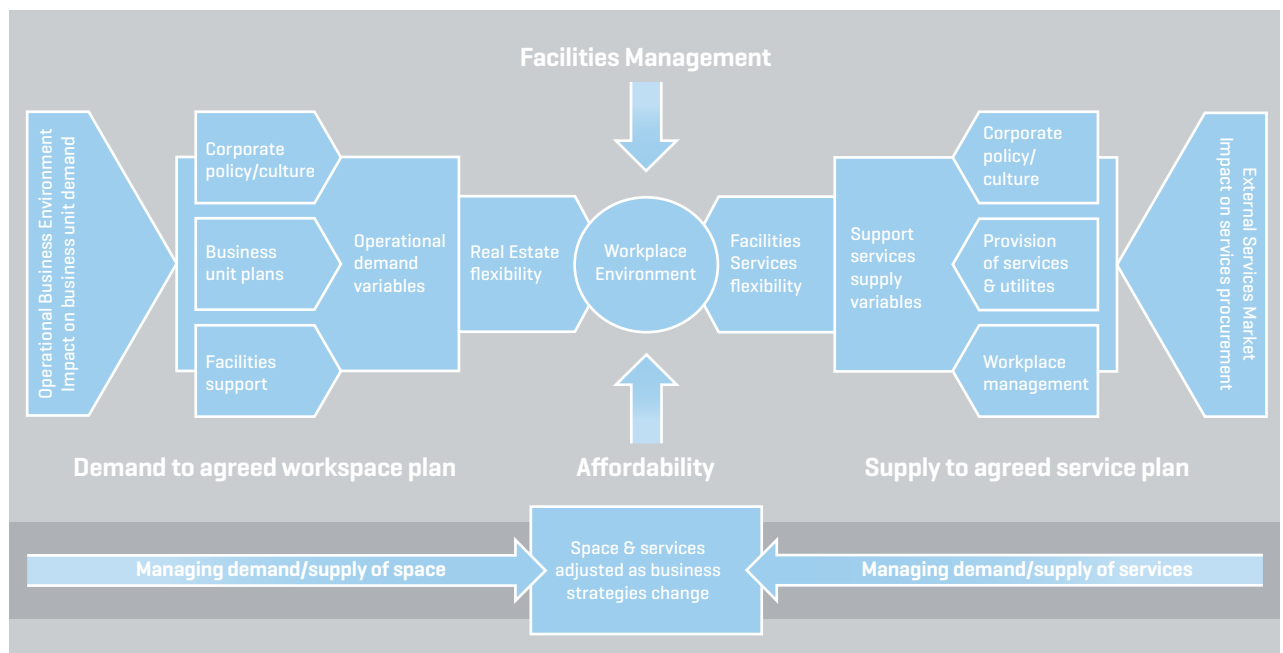 Facilities Management
Operational Business Environment
Impact on business unit demand
Corporate
policy/culture
Business
unit plans
Facilities
support
Operational
demand
variables
Real Estate
flexibility
Workplace
Environment
Facilities
Services
flexibility
Support
services
supply
variables
Corporate
policy/
culture
Provision
of services
& utilites
Workplace
management
External Services Market
Impact on services procurement
Demand to agreed workspace plan
Affordability
Supply to agreed service plan
Managing demand/supply of space
Space & services
adjusted as business
strategies change
Managing demand/supply of services